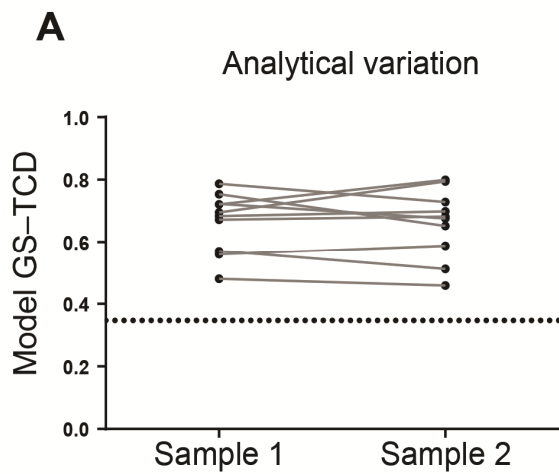 A
Analytical variation
Model GS–TCD
1.0
0.8
0.6
0.4
0.2
0.0
Sample 1
Sample 2